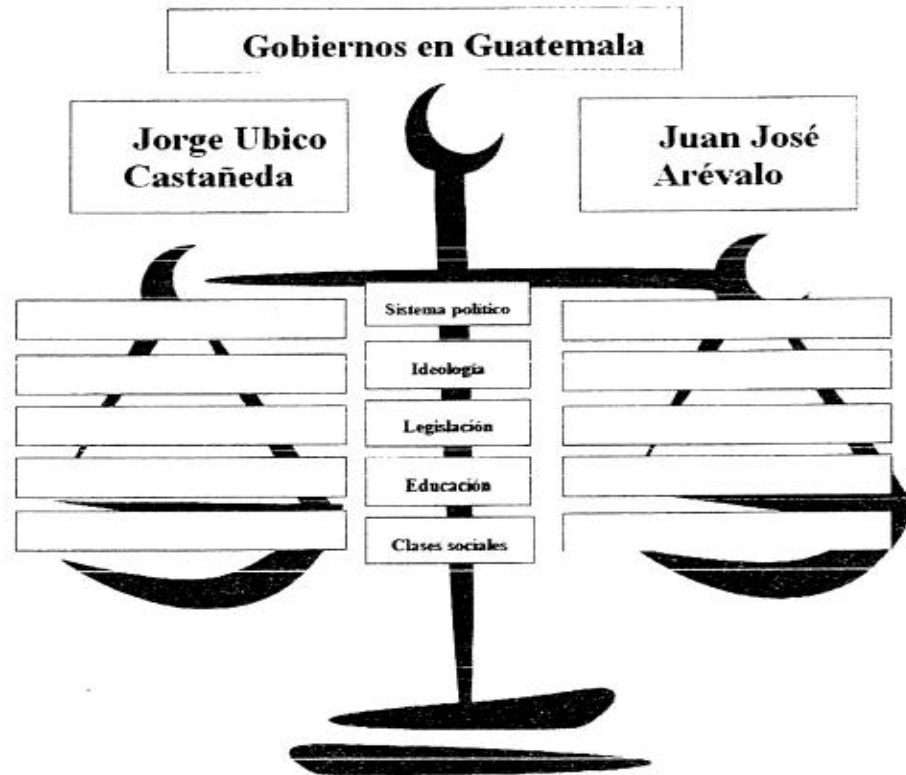 Gobiernos en Guatemala
Jorge Ubico
Castañeda
Juan José
Arévalo
Sistema político
Ideología
Legislación
Educación
Clases sociales